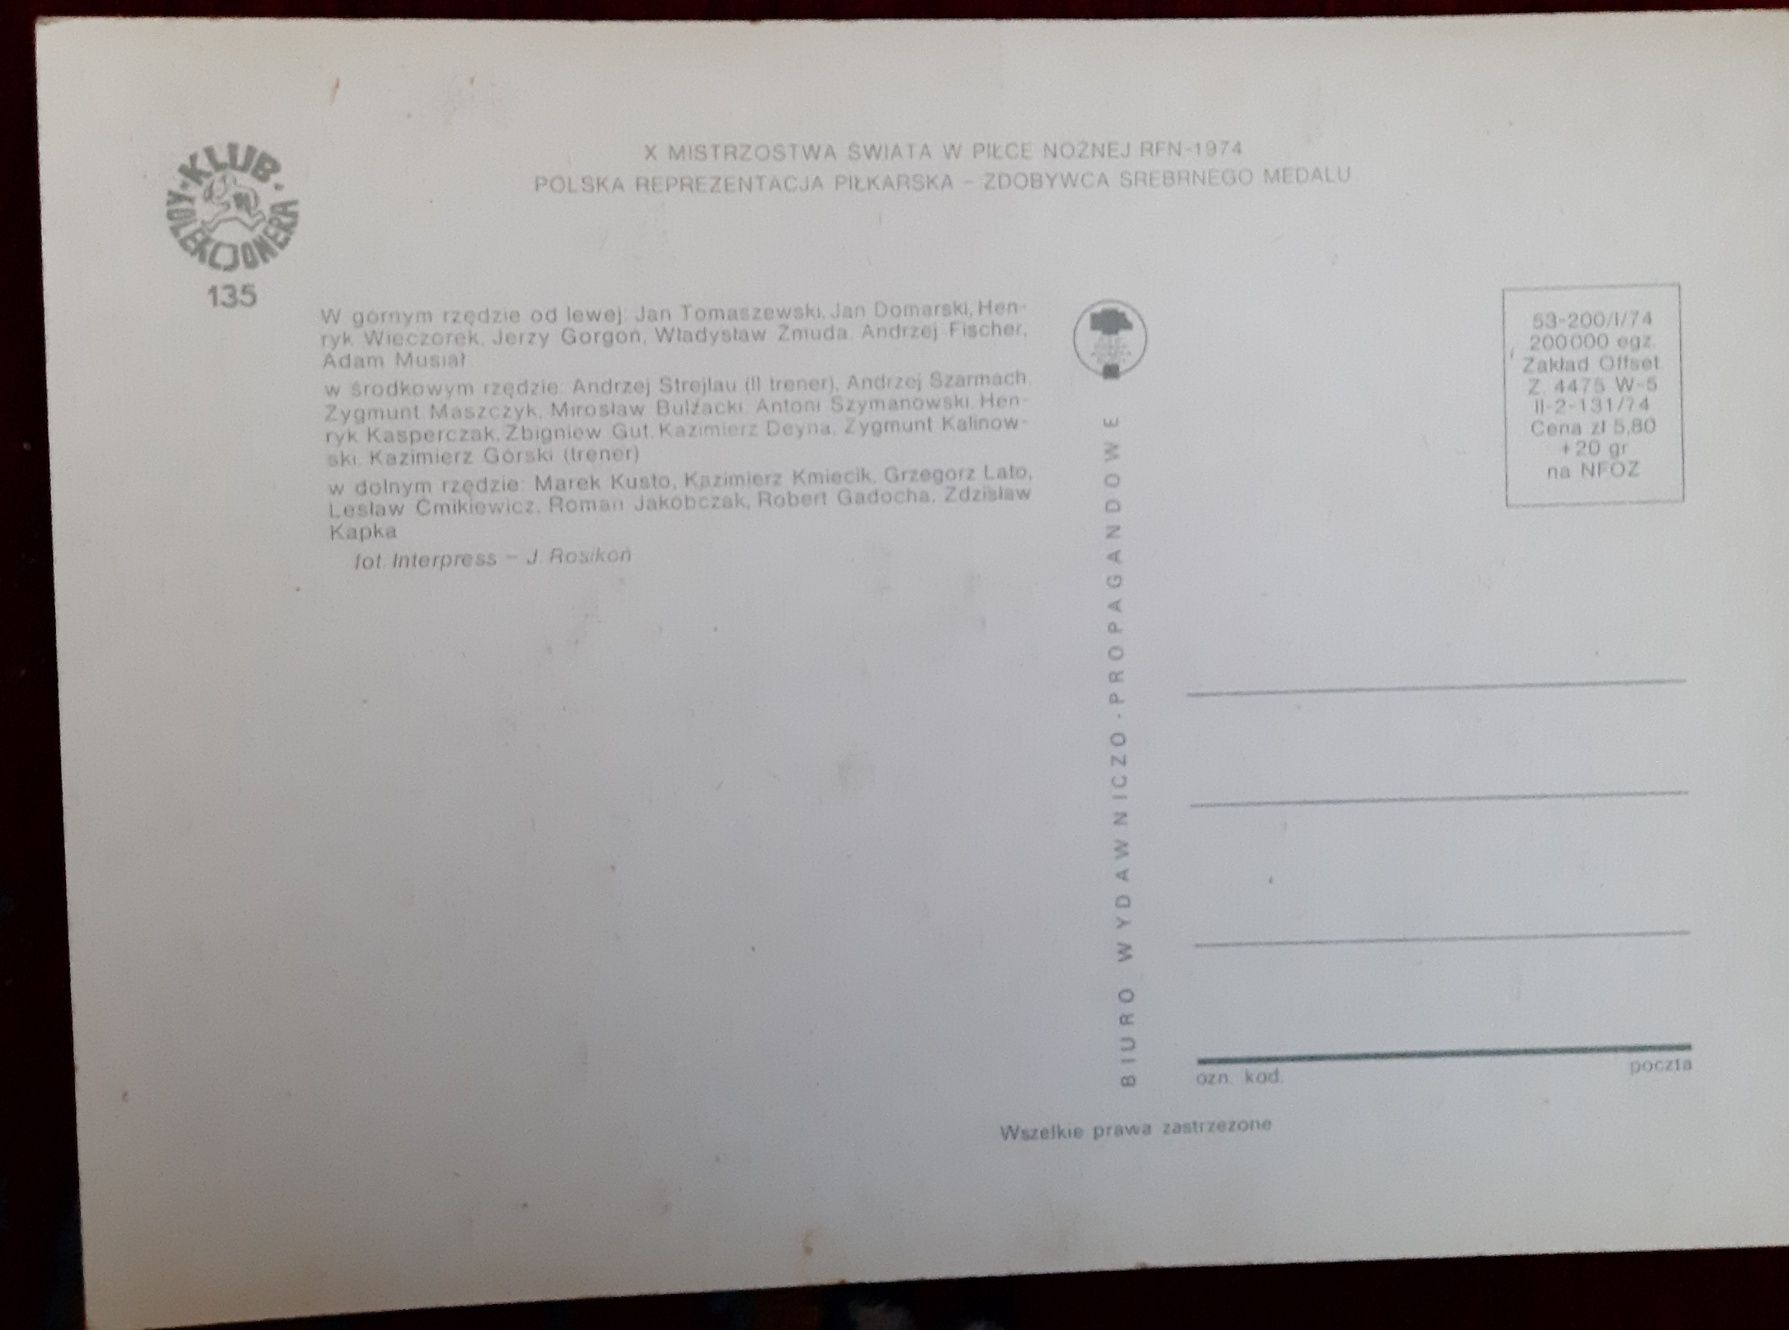 KLUB · KOLEKCJONERA ·
135
X MISTRZOSTWA ŚWIATA W PIŁCE NOŻNEJ RFN-1974
POLSKA REPREZENTACJA PIŁKARSKA – ZDOBYWCA SREBRNEGO MEDALU
W górnym rzędzie od lewej: Jan Tomaszewski, Jan Domarski, Hen-
ryk Wieczorek, Jerzy Gorgoń, Władysław Żmuda, Andrzej Fischer,
Adam Musiał
w środkowym rzędzie: Andrzej Strejlau (II trener), Andrzej Szarmach,
Zygmunt Maszczyk, Mirosław Bulzacki, Antoni Szymanowski, Hen-
ryk Kasperczak, Zbigniew Gut, Kazimierz Deyna, Zygmunt Kalinow-
ski, Kazimierz Górski (trener)
w dolnym rzędzie: Marek Kusto, Kazimierz Kmiecik, Grzegorz Lato,
Lesław Ćmikiewicz, Roman Jakobczak, Robert Gadocha, Zdzisław
Kapka
fot. Interpress – J. Rosikoń
BIURO WYDAWNICZO-PROPAGANDOWE
53-200/I/74
200000 egz.
Zakład Offset.
Z. 4475 W-5
II-2-131/74
Cena zł 5,80
+20 gr
na NFOZ
ozn. kod.
poczta
Wszelkie prawa zastrzeżone